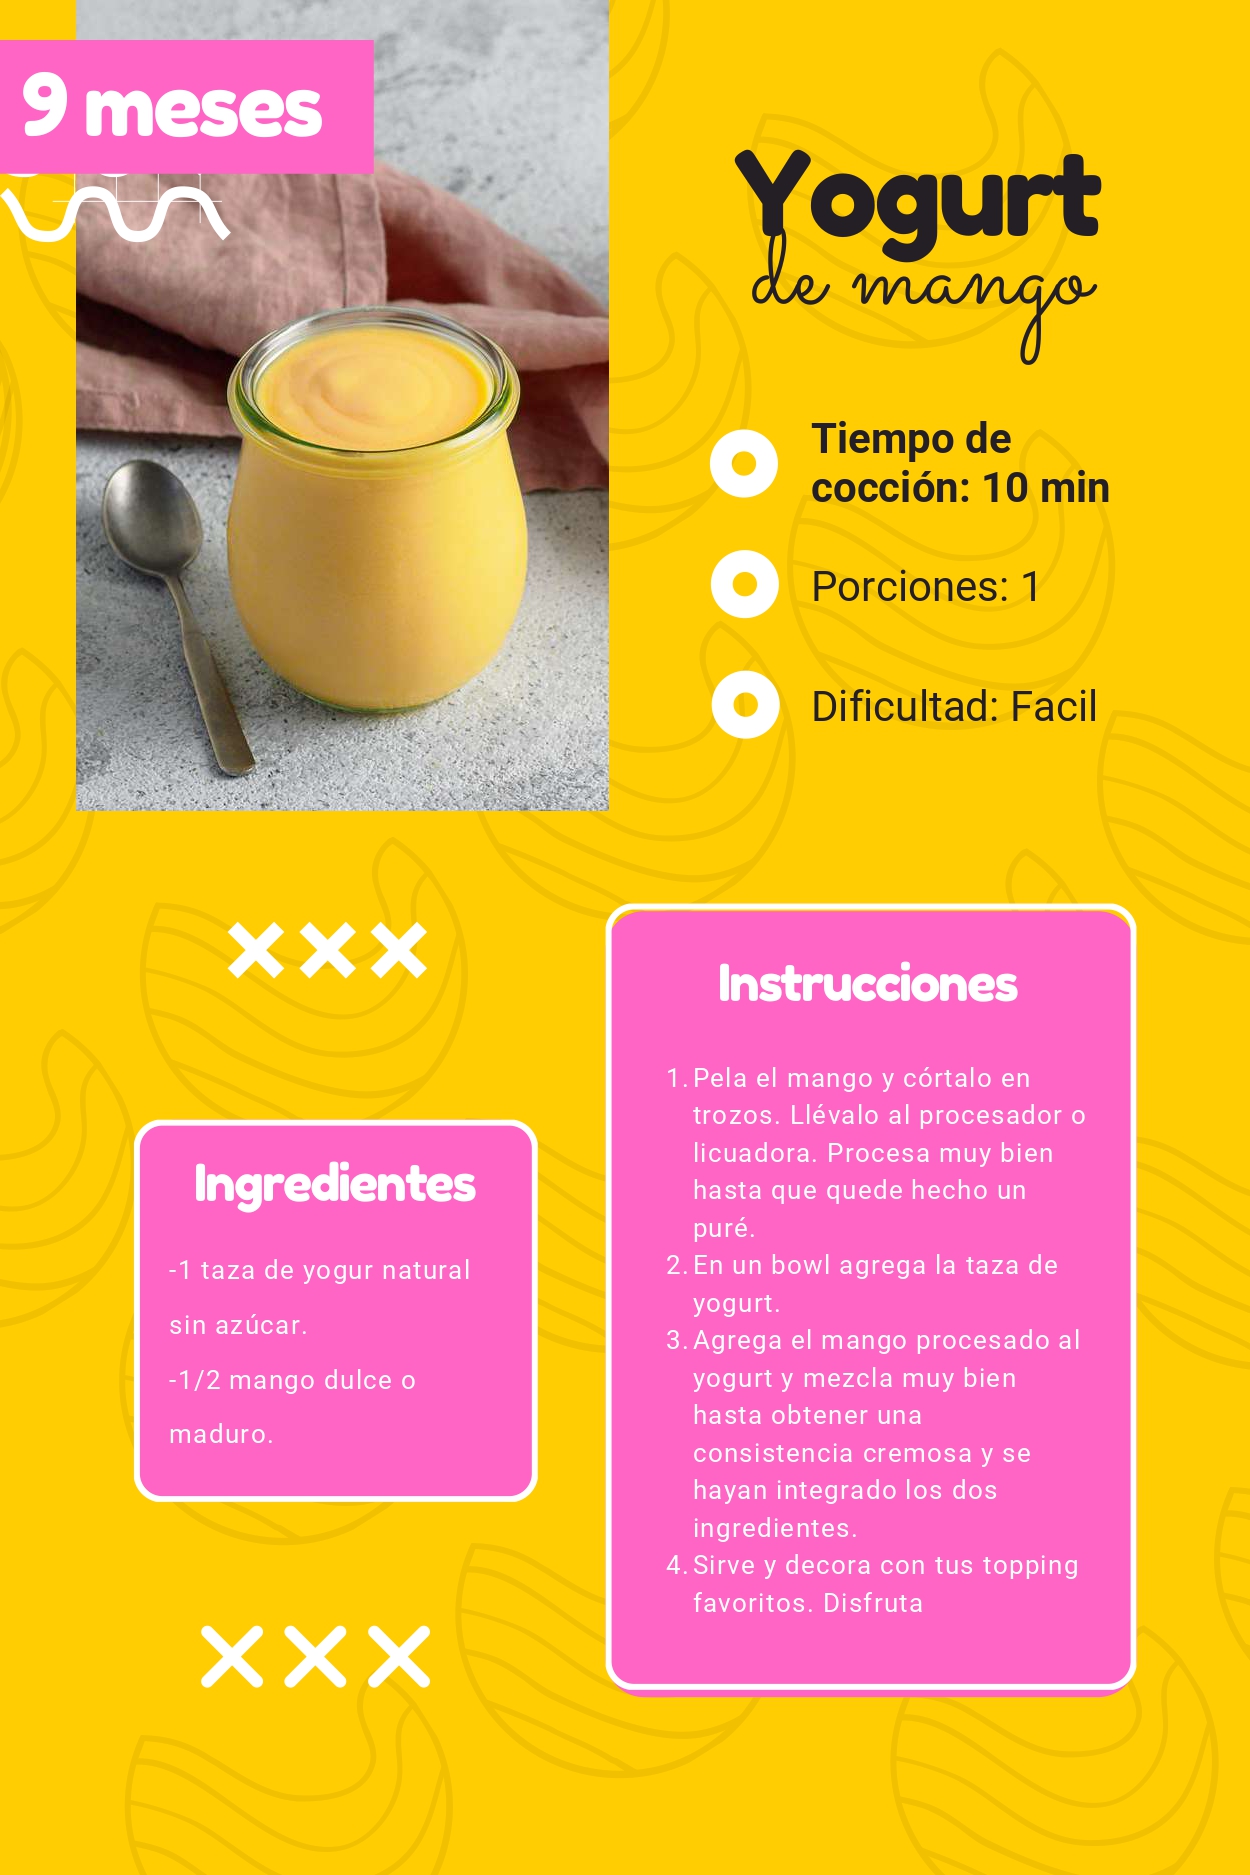 9 meses
Yogurt
de mango
Tiempo de
cocción: 10 min
Porciones: 1
Dificultad: Facil
Ingredientes
-1 taza de yogur natural
sin azúcar.
-1/2 mango dulce o
maduro.
Instrucciones
1. Pela el mango y córtalo en
trozos. Llévalo al procesador o
licuadora. Procesa muy bien
hasta que quede hecho un
puré.
2. En un bowl agrega la taza de
yogurt.
3. Agrega el mango procesado al
yogurt y mezcla muy bien
hasta obtener una
consistencia cremosa y se
hayan integrado los dos
ingredientes.
4. Sirve y decora con tus topping
favoritos. Disfruta